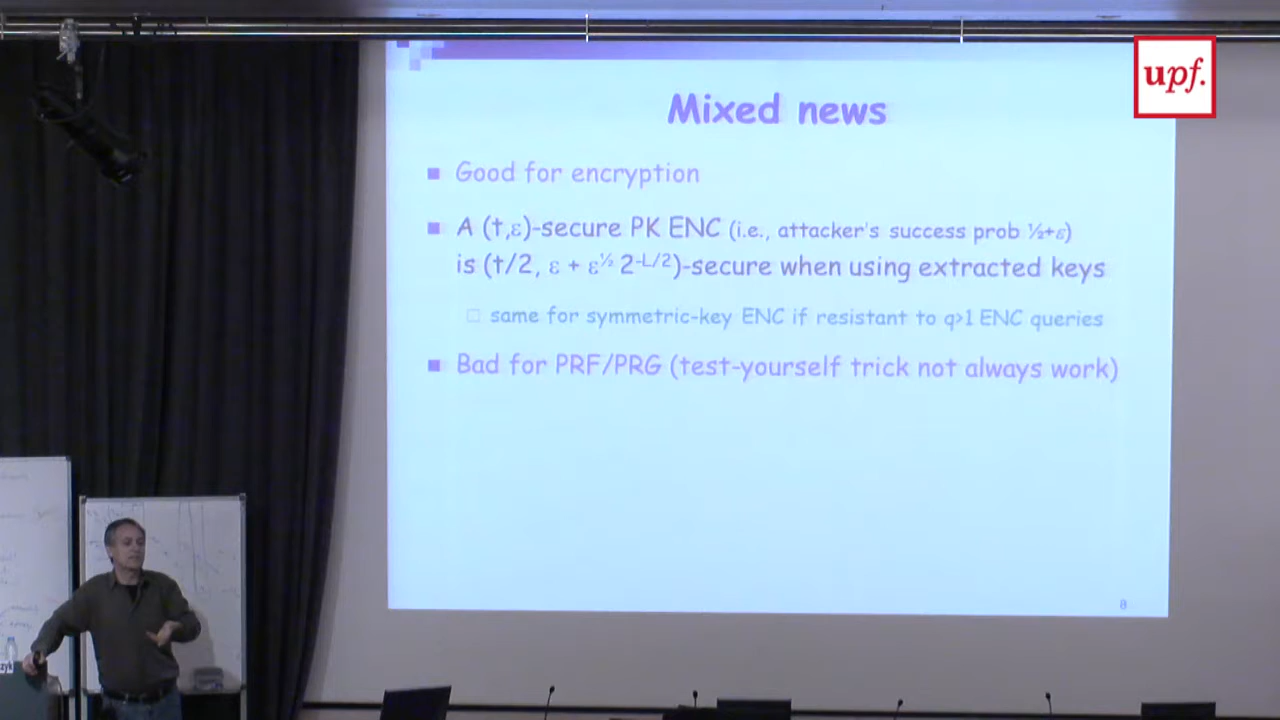 upf.
Mixed news
Good for encryption
A (t,ε)-secure PK ENC (i.e., attacker's success prob ½+ε)
is (t/2, ε + ε^½ 2^-L/2)-secure when using extracted keys
same for symmetric-key ENC if resistant to q>1 ENC queries
Bad for PRF/PRG (test-yourself trick not always work)
8
zyk